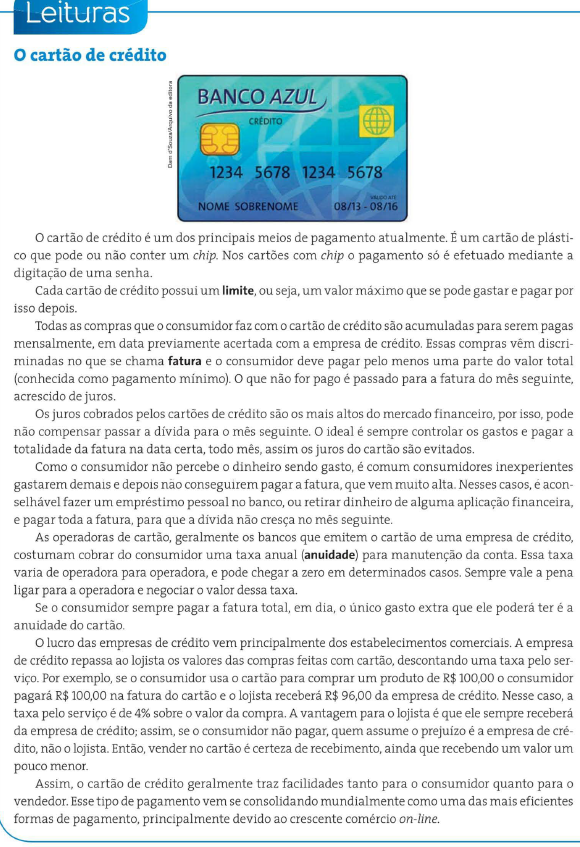 Leituras
O cartão de crédito
Dam d'Souza/Arquivo da editora
BANCO AZUL
CRÉDITO
1234 5678 1234 5678
VÁLIDO ATÉ
NOME SOBRENOME 08/13 - 08/16
O cartão de crédito é um dos principais meios de pagamento atualmente. É um cartão de plásti-
co que pode ou não conter um chip. Nos cartões com chip o pagamento só é efetuado mediante a
digitação de uma senha.
Cada cartão de crédito possui um limite, ou seja, um valor máximo que se pode gastar e pagar por
isso depois.
Todas as compras que o consumidor faz com o cartão de crédito são acumuladas para serem pagas
mensalmente, em data previamente acertada com a empresa de crédito. Essas compras vêm discri-
minadas no que se chama fatura e o consumidor deve pagar pelo menos uma parte do valor total
(conhecida como pagamento mínimo). O que não for pago é passado para a fatura do mês seguinte,
acrescido de juros.
Os juros cobrados pelos cartões de crédito são os mais altos do mercado financeiro, por isso, pode
não compensar passar a dívida para o mês seguinte. O ideal é sempre controlar os gastos e pagar a
totalidade da fatura na data certa, todo mês, assim os juros do cartão são evitados.
Como o consumidor não percebe o dinheiro sendo gasto, é comum consumidores inexperientes
gastarem demais e depois não conseguirem pagar a fatura, que vem muito alta. Nesses casos, é acon-
selhável fazer um empréstimo pessoal no banco, ou retirar dinheiro de alguma aplicação financeira,
e pagar toda a fatura, para que a dívida não cresça no mês seguinte.
As operadoras de cartão, geralmente os bancos que emitem o cartão de uma empresa de crédito,
costumam cobrar do consumidor uma taxa anual (anuidade) para manutenção da conta. Essa taxa
varia de operadora para operadora, e pode chegar a zero em determinados casos. Sempre vale a pena
ligar para a operadora e negociar o valor dessa taxa.
Se o consumidor sempre pagar a fatura total, em dia, o único gasto extra que ele poderá ter é a
anuidade do cartão.
O lucro das empresas de crédito vem principalmente dos estabelecimentos comerciais. A empresa
de crédito repassa ao lojista os valores das compras feitas com cartão, descontando uma taxa pelo ser-
viço. Por exemplo, se o consumidor usa o cartão para comprar um produto de R$ 100,00 o consumidor
pagará R$ 100,00 na fatura do cartão e o lojista receberá R$ 96,00 da empresa de crédito. Nesse caso, a
taxa pelo serviço é de 4% sobre o valor da compra. A vantagem para o lojista é que ele sempre receberá
da empresa de crédito; assim, se o consumidor não pagar, quem assume o prejuízo é a empresa de cré-
dito, não o lojista. Então, vender no cartão é certeza de recebimento, ainda que recebendo um valor um
pouco menor.
Assim, o cartão de crédito geralmente traz facilidades tanto para o consumidor quanto para o
vendedor. Esse tipo de pagamento vem se consolidando mundialmente como uma das mais eficientes
formas de pagamento, principalmente devido ao crescente comércio on-line.